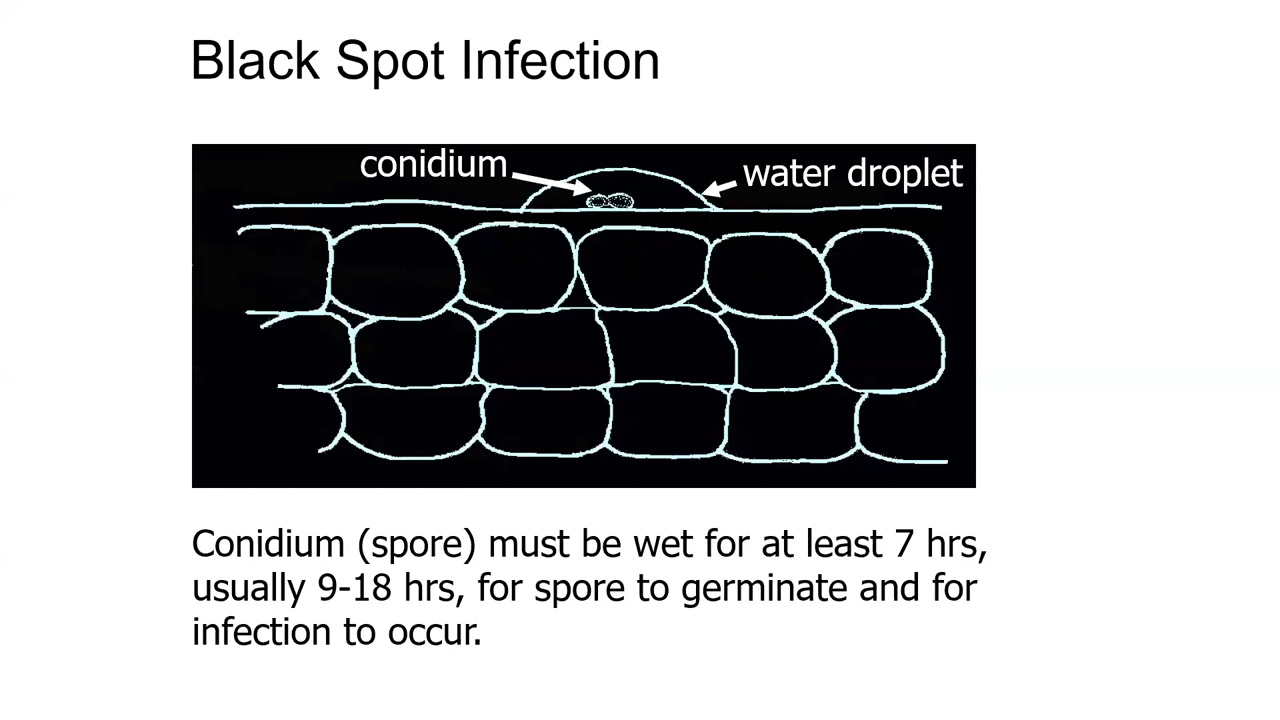 Black Spot Infection
conidium
water droplet
Conidium (spore) must be wet for at least 7 hrs,
usually 9-18 hrs, for spore to germinate and for
infection to occur.